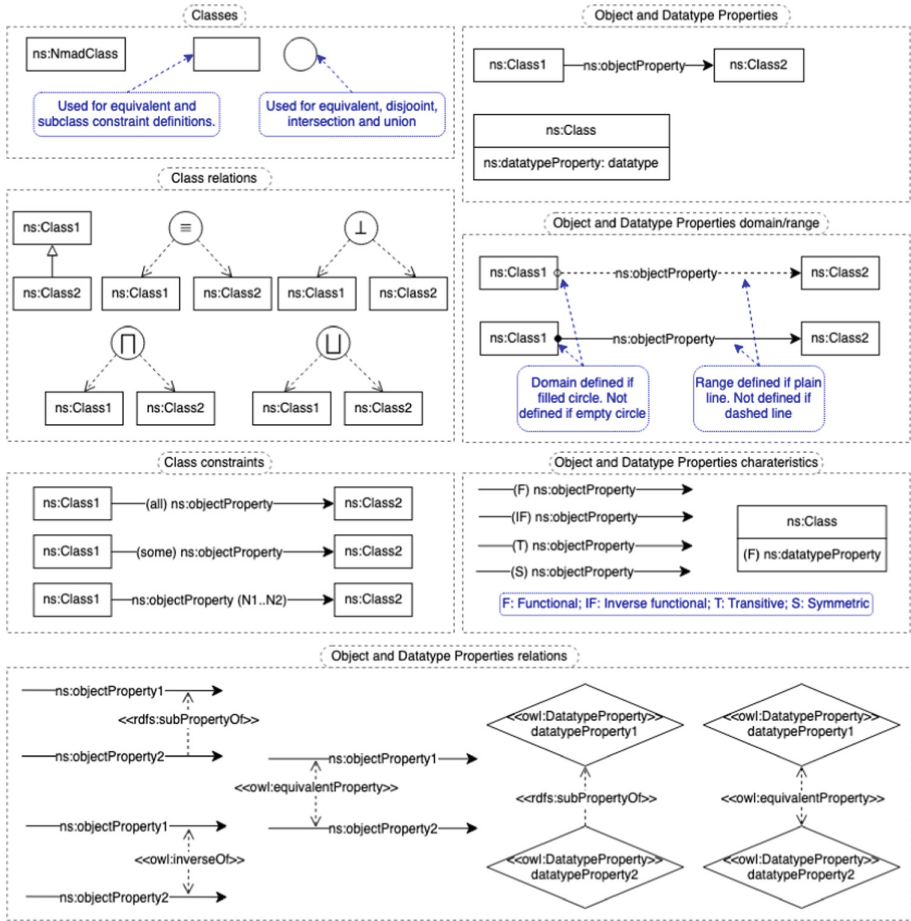 Classes
ns:NmadClass
Used for equivalent and
subclass constraint definitions.
Used for equivalent, disjooint,
intersection and union
Object and Datatype Properties
ns:Class1
ns:objectProperty
ns:Class2
ns:Class
ns:datatypeProperty: datatype
Class relations
ns:Class1
ns:Class2
≡
ns:Class1
ns:Class2
⊥
ns:Class1
ns:Class2
∏
ns:Class1
ns:Class2
∐
ns:Class1
ns:Class2
Object and Datatype Properties domain/range
ns:Class1
ns:objectProperty
ns:Class2
ns:Class1
ns:objectProperty
ns:Class2
Domain defined if
filled circle. Not
defined if empty circle
Range defined if plain
line. Not defined if
dashed line
Class constraints
ns:Class1
(all) ns:objectProperty
ns:Class2
ns:Class1
(some) ns:objectProperty
ns:Class2
ns:Class1
ns:objectProperty (N1..N2)
ns:Class2
Object and Datatype Properties charateristics
(F) ns:objectProperty
(IF) ns:objectProperty
(T) ns:objectProperty
(S) ns:objectProperty
ns:Class
(F) ns:datatypeProperty
F: Functional; IF: Inverse functional; T: Transitive; S: Symmetric
Object and Datatype Properties relations
ns:objectProperty1
<<rdfs:subPropertyOf>>
ns:objectProperty2
ns:objectProperty1
<<owl:inverseOf>>
ns:objectProperty2
ns:objectProperty1
<<owl:equivalentProperty>>
ns:objectProperty2
<<owl:DatatypeProperty>>
datatypeProperty1
<<rdfs:subPropertyOf>>
<<owl:DatatypeProperty>>
datatypeProperty2
<<owl:DatatypeProperty>>
datatypeProperty1
<<owl:equivalentProperty>>
<<owl:DatatypeProperty>>
datatypeProperty2